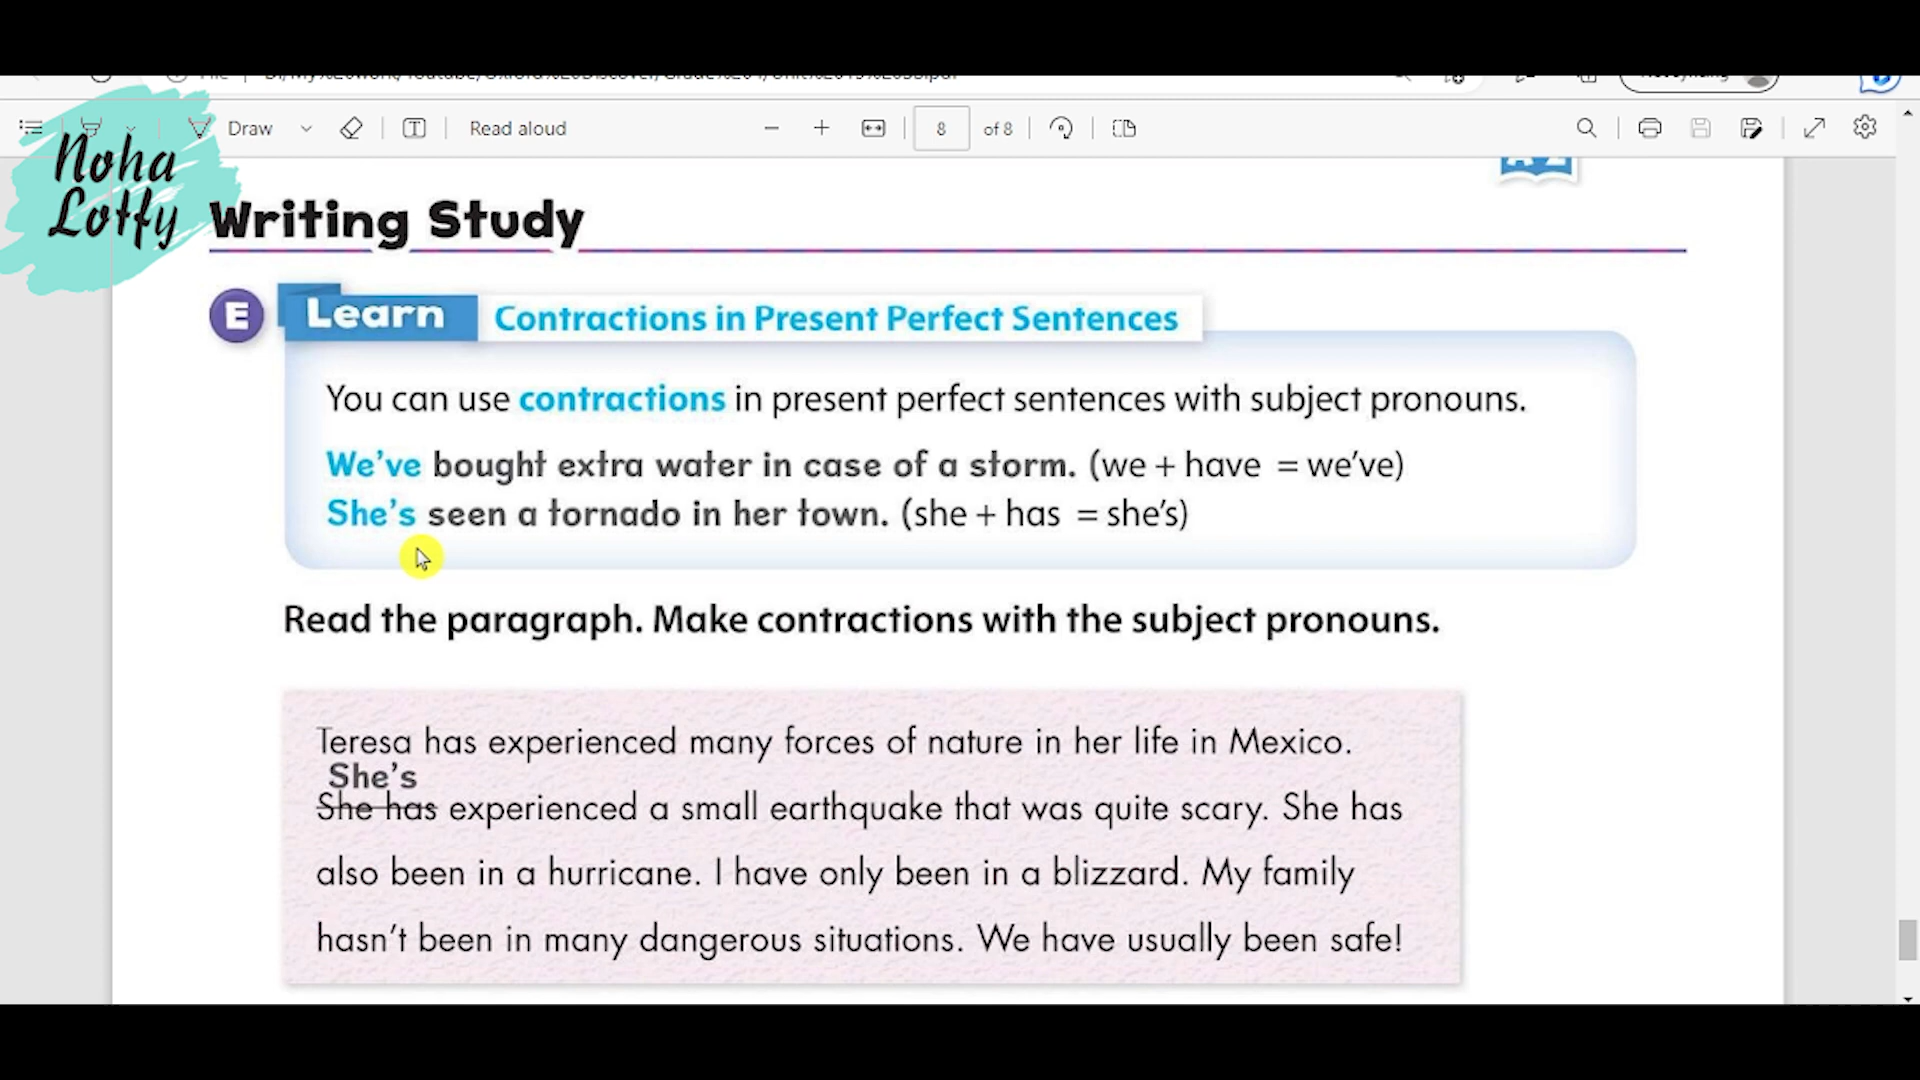 Draw
Read aloud
8 of 8
Noha
Lotfy
Writing Study
E Learn Contractions in Present Perfect Sentences
You can use contractions in present perfect sentences with subject pronouns.
We've bought extra water in case of a storm. (we + have = we've)
She's seen a tornado in her town. (she + has = she's)
Read the paragraph. Make contractions with the subject pronouns.
Teresa has experienced many forces of nature in her life in Mexico.
She's
She has experienced a small earthquake that was quite scary. She has
also been in a hurricane. I have only been in a blizzard. My family
hasn't been in many dangerous situations. We have usually been safe!